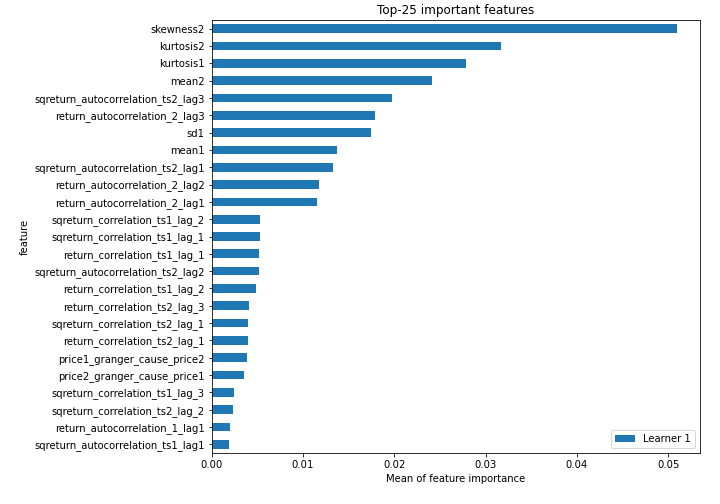 Top-25 important features
skewness2
kurtosis2
kurtosis1
mean2
sqreturn_autocorrelation_ts2_lag3
return_autocorrelation_2_lag3
sd1
mean1
sqreturn_autocorrelation_ts2_lag1
return_autocorrelation_2_lag2
return_autocorrelation_2_lag1
sqreturn_correlation_ts1_lag_2
sqreturn_correlation_ts1_lag_1
return_correlation_ts1_lag_1
sqreturn_autocorrelation_ts2_lag2
return_correlation_ts1_lag_2
return_correlation_ts2_lag_3
sqreturn_correlation_ts2_lag_1
return_correlation_ts2_lag_1
price1_granger_cause_price2
price2_granger_cause_price1
sqreturn_correlation_ts1_lag_3
sqreturn_correlation_ts2_lag_2
return_autocorrelation_1_lag1
sqreturn_autocorrelation_ts1_lag1
feature
Learner 1
0.00 0.01 0.02 0.03 0.04 0.05
Mean of feature importance